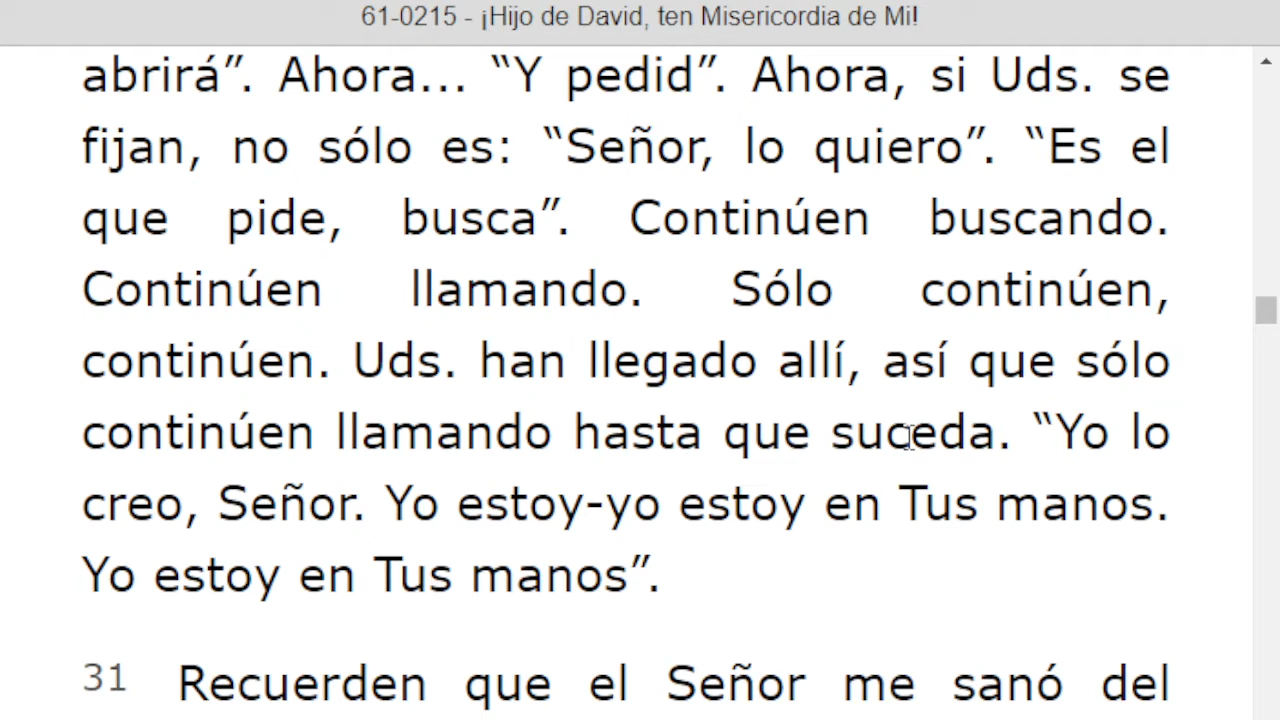 61-0215 - ¡Hijo de David, ten Misericordia de Mi!
abrirá”. Ahora... “Y pedid”. Ahora, si Uds. se
fijan, no sólo es: “Señor, lo quiero”. “Es el
que pide, busca”. Continúen buscando.
Continúen llamando. Sólo continúen,
continúen. Uds. han llegado allí, así que sólo
continúen llamando hasta que suceda. “Yo lo
creo, Señor. Yo estoy-yo estoy en Tus manos.
Yo estoy en Tus manos”.
31 Recuerden que el Señor me sanó del